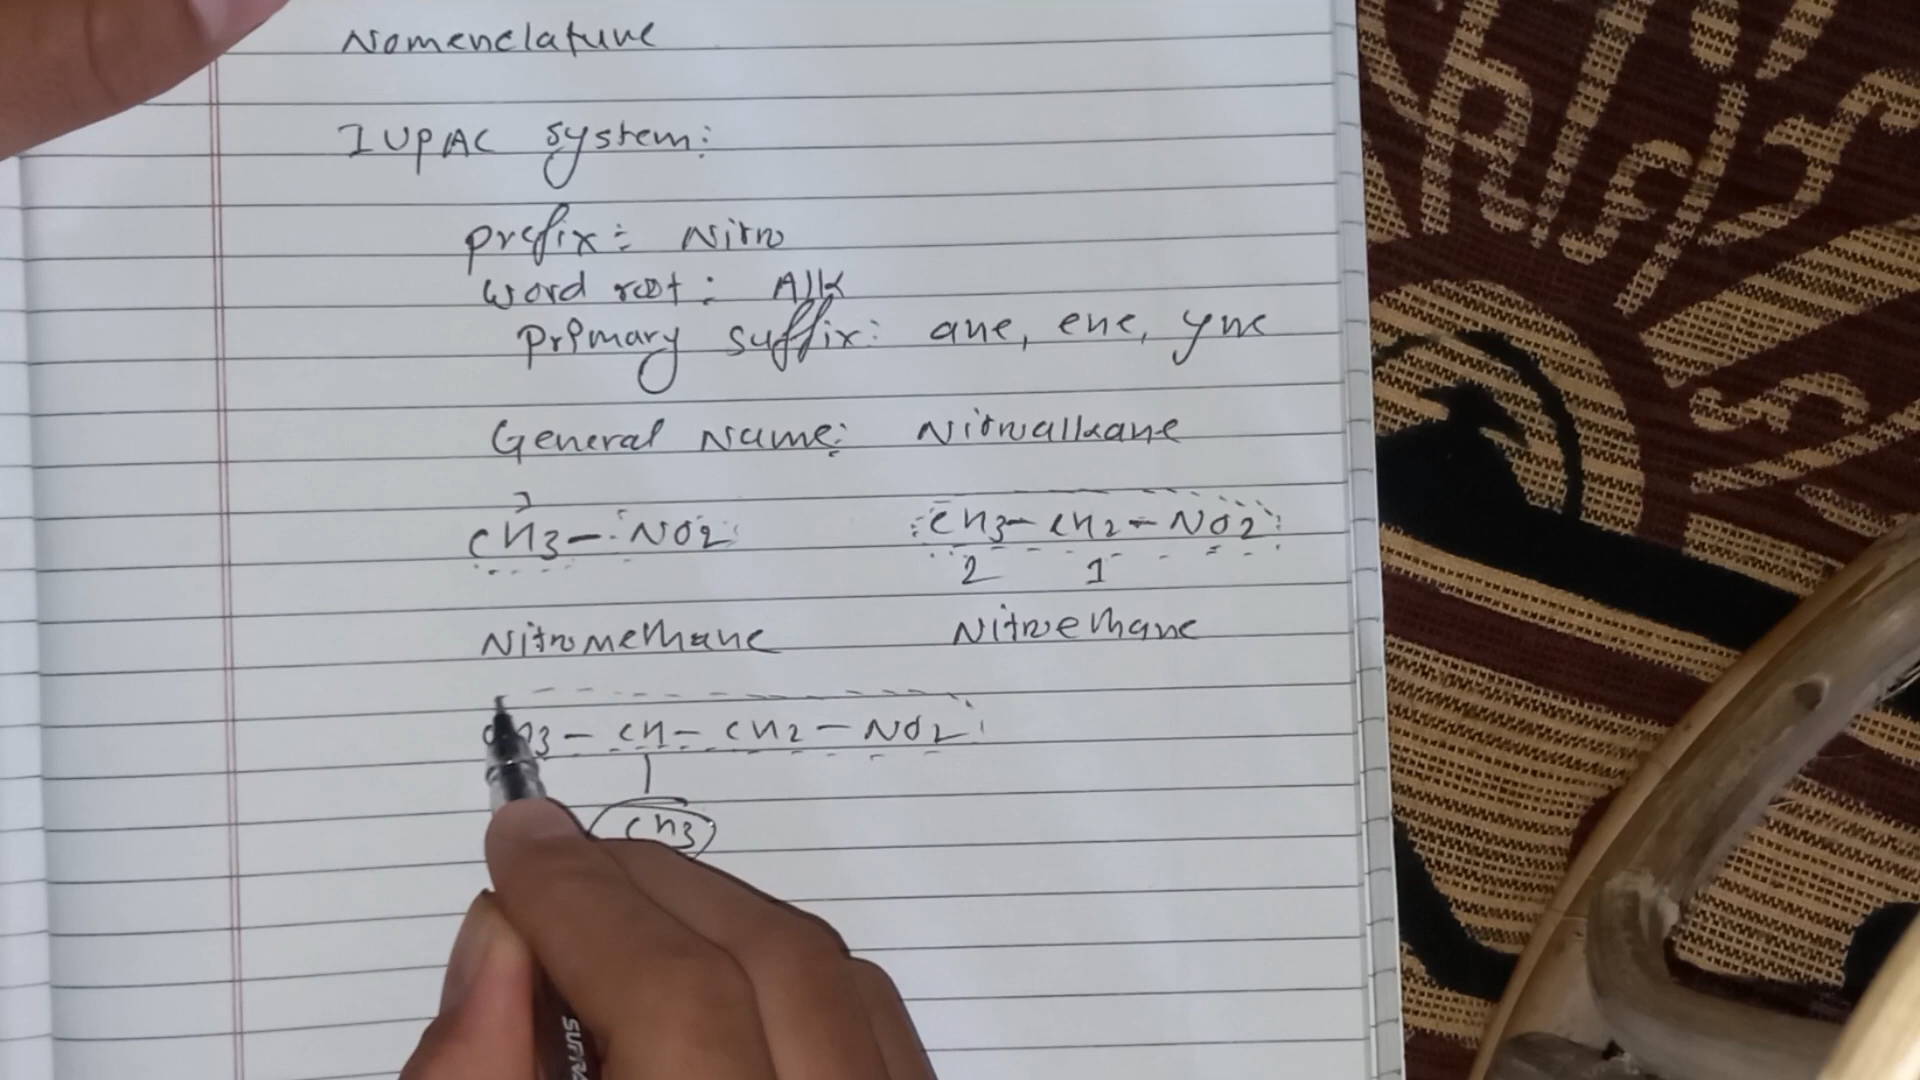 Nomenclature
IUPAC system:
prefix: Nitro
word root: Alk
Primary suffix: ane, ene, yne
General Name: Nitroalkane
CH3 - NO2 CH3 - CH2 - NO2
2 1
Nitromethane Nitroethane
CH3 - CH - CH2 - NO2
CH3